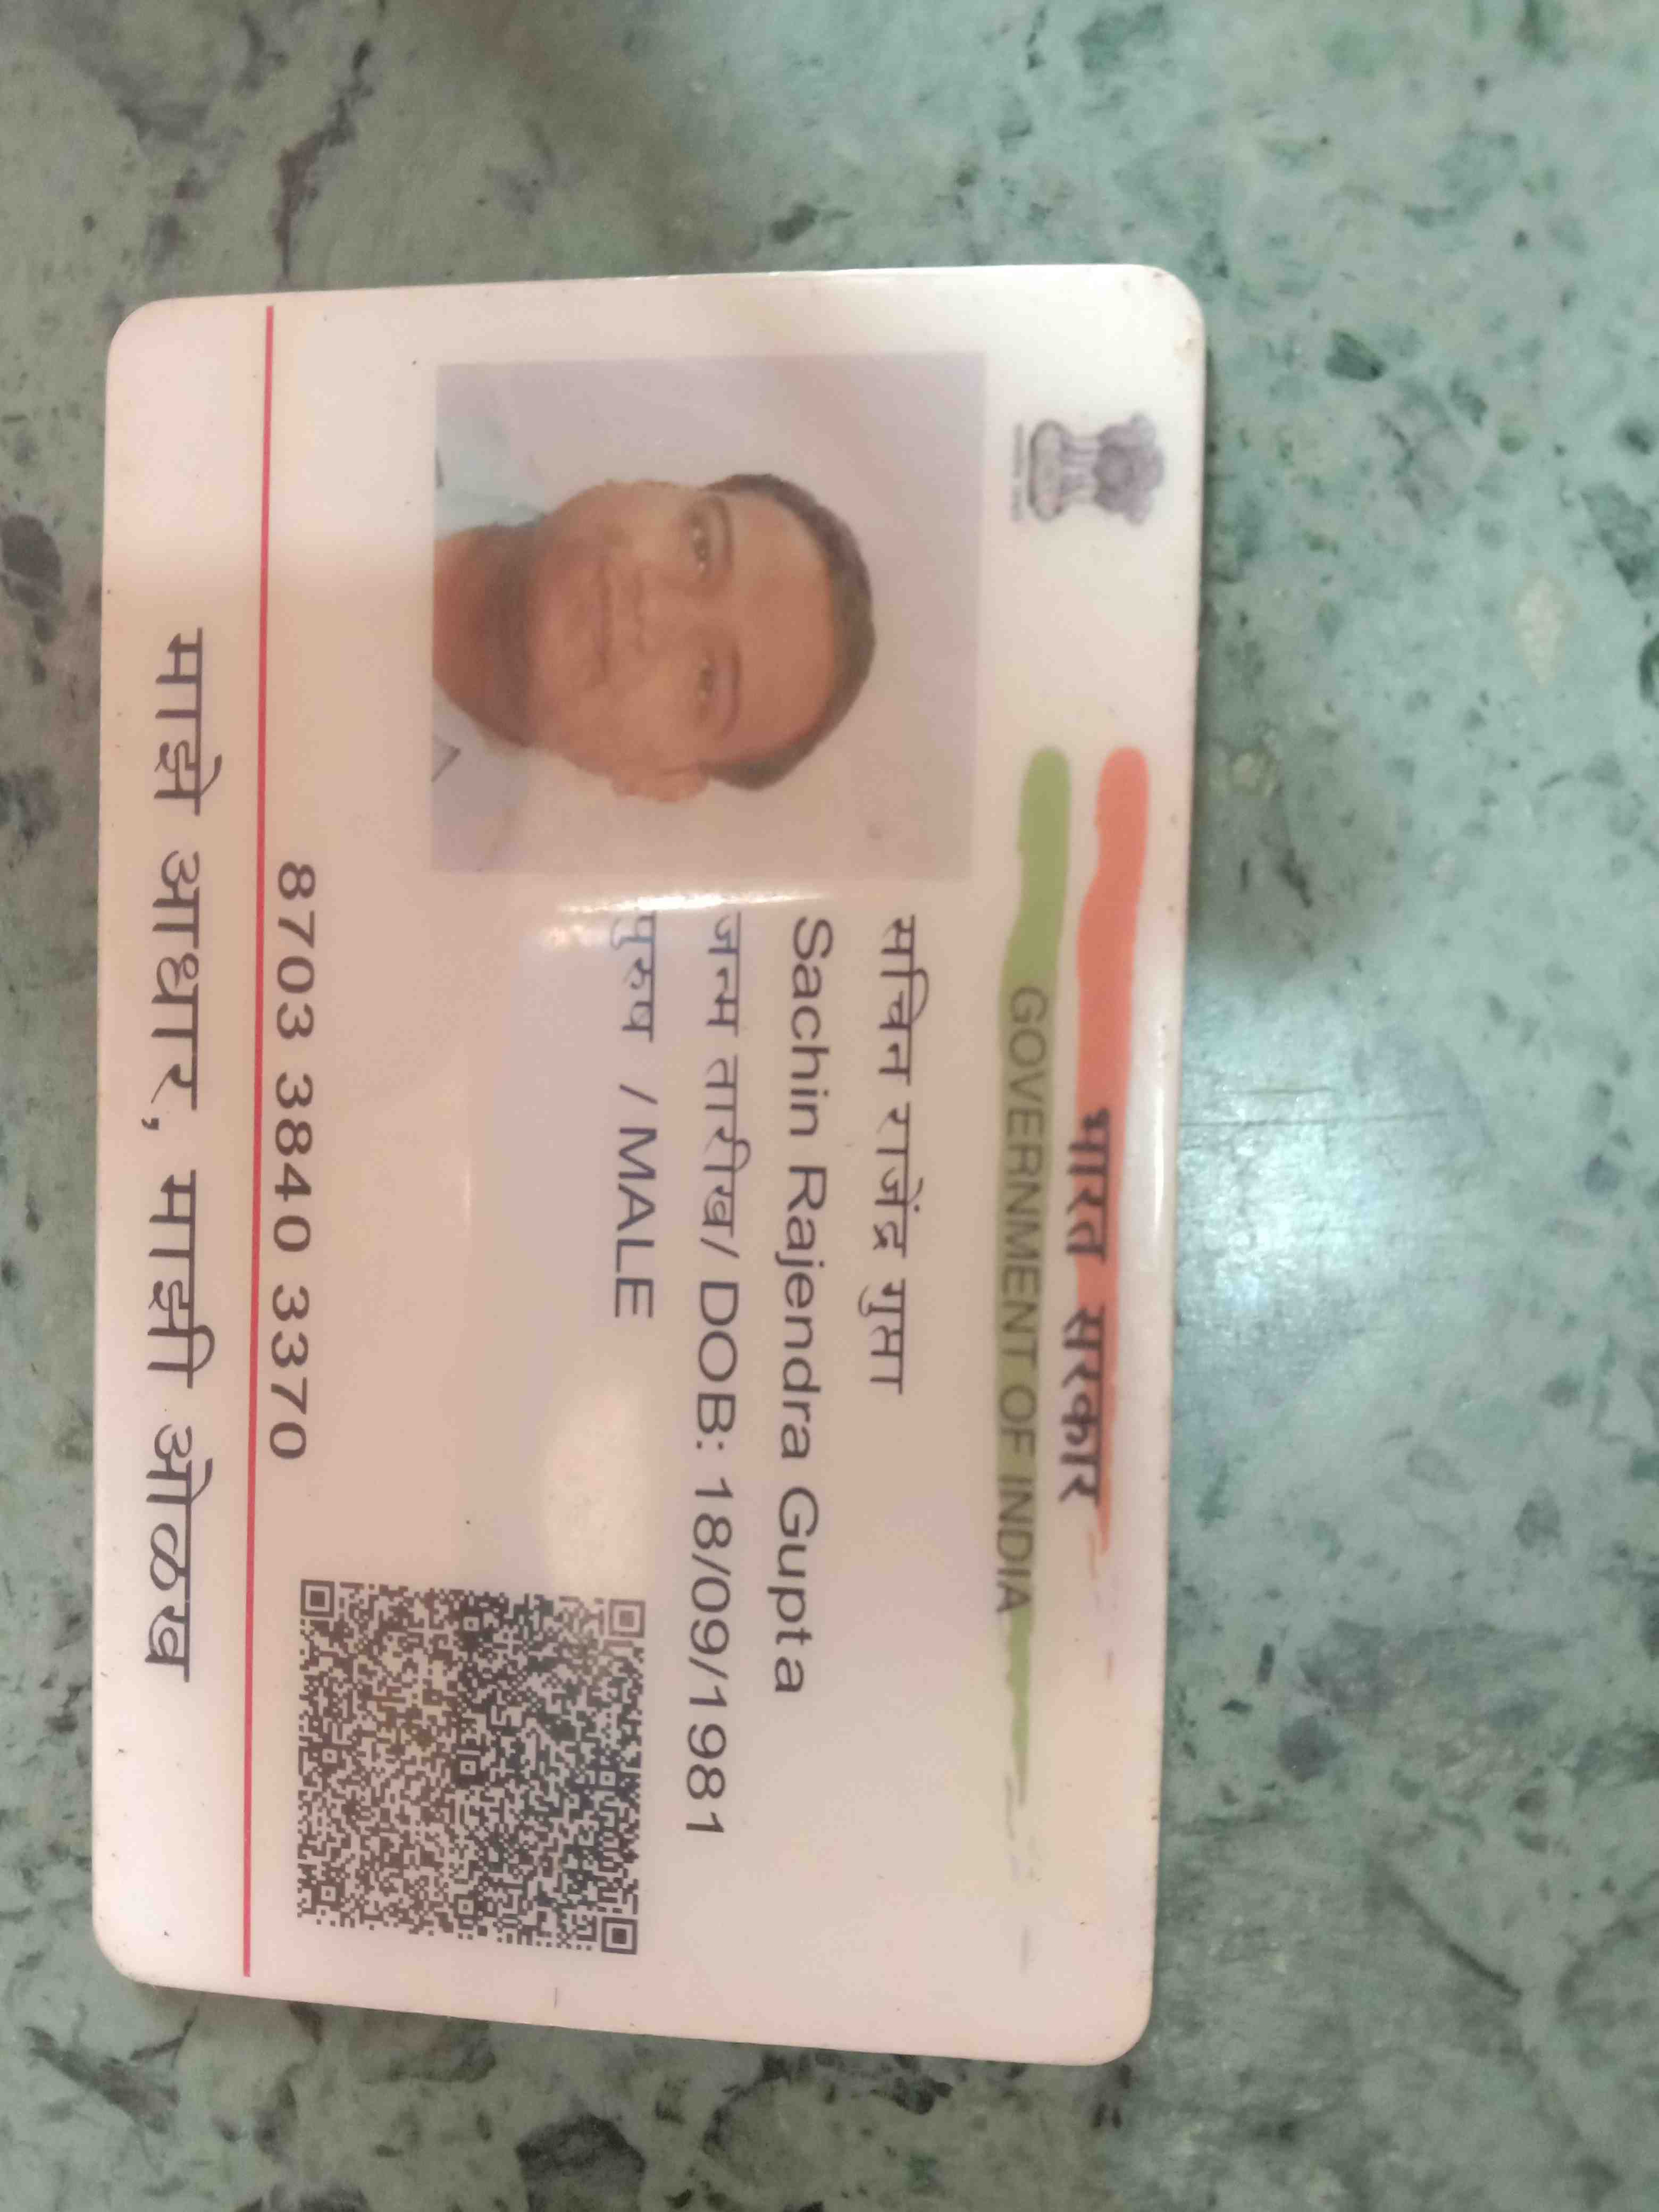 भारत सरकार
GOVERNMENT OF INDIA
सचिन राजेंद्र गुप्ता
Sachin Rajendra Gupta
जन्म तारीख/ DOB: 18/09/1981
पुरुष / MALE
8703 3840 3370
माझे आधार, माझी ओळख